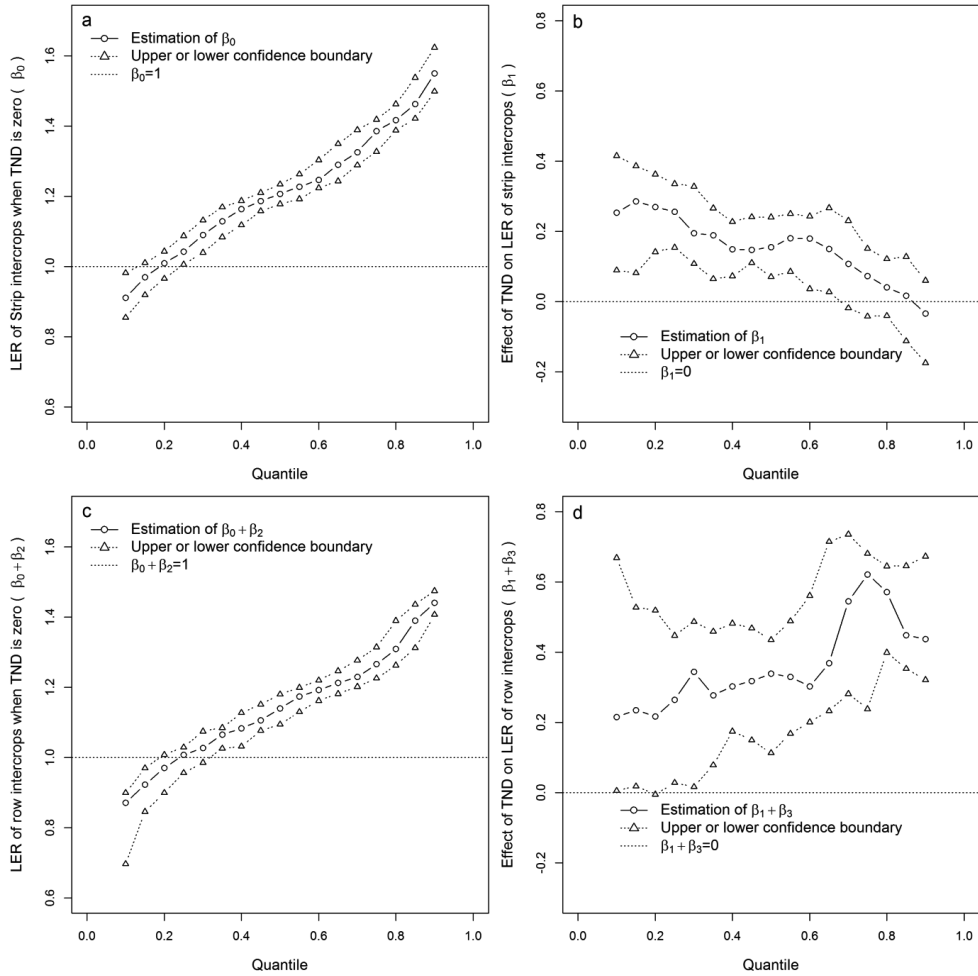 a
Estimation of β0
Upper or lower confidence boundary
β0=1
LER of Strip intercrops when TND is zero ( β0)
0.6
0.8
1.0
1.2
1.4
1.6
0.0
0.2
0.4
0.6
0.8
1.0
Quantile
b
Effect of TND on LER of strip intercrops ( β1)
-0.2
0.0
0.2
0.4
0.6
0.8
Estimation of β1
Upper or lower confidence boundary
β1=0
0.0
0.2
0.4
0.6
0.8
1.0
Quantile
c
Estimation of β0+β2
Upper or lower confidence boundary
β0+β2=1
LER of row intercrops when TND is zero ( β0+β2)
0.6
0.8
1.0
1.2
1.4
1.6
0.0
0.2
0.4
0.6
0.8
1.0
Quantile
d
Effect of TND on LER of row intercrops ( β1+β3)
-0.2
0.0
0.2
0.4
0.6
0.8
Estimation of β1+β3
Upper or lower confidence boundary
β1+β3=0
0.0
0.2
0.4
0.6
0.8
1.0
Quantile